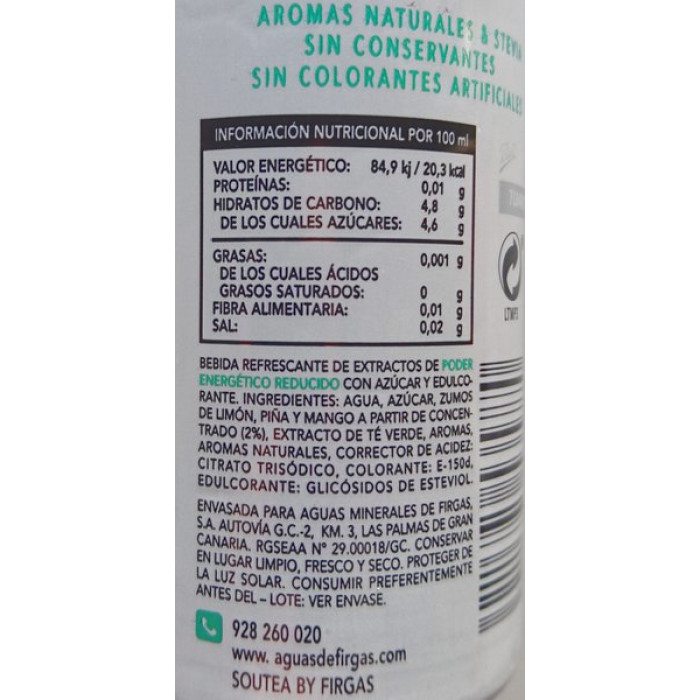 AROMAS NATURALES & STEVIA
SIN CONSERVANTES
SIN COLORANTES ARTIFICIALES
INFORMACIÓN NUTRICIONAL POR 100 ml
VALOR ENERGÉTICO: 84,9 kj / 20,3 kcal
PROTEÍNAS: 0,01 g
HIDRATOS DE CARBONO: 4,8 g
DE LOS CUALES AZÚCARES: 4,6 g
GRASAS: 0,001 g
DE LOS CUALES ÁCIDOS
GRASOS SATURADOS: 0 g
FIBRA ALIMENTARIA: 0,01 g
SAL: 0,02 g
LTMP5
BEBIDA REFRESCANTE DE EXTRACTOS DE PODER
ENERGÉTICO REDUCIDO CON AZÚCAR Y EDULCO-
RANTE. INGREDIENTES: AGUA, AZÚCAR, ZUMOS
DE LIMÓN, PIÑA Y MANGO A PARTIR DE CONCEN-
TRADO (2%), EXTRACTO DE TÉ VERDE, AROMAS,
AROMAS NATURALES, CORRECTOR DE ACIDEZ:
CITRATO TRISÓDICO, COLORANTE: E-150d,
EDULCORANTE: GLICÓSIDOS DE ESTEVIOL.
ENVASADA PARA AGUAS MINERALES DE FIRGAS,
S.A. AUTOVÍA G.C.-2, KM. 3, LAS PALMAS DE GRAN
CANARIA. RGSEAA Nº 29.00018/GC. CONSERVAR
EN LUGAR LIMPIO, FRESCO Y SECO. PROTEGER DE
LA LUZ SOLAR. CONSUMIR PREFERENTEMENTE
ANTES DEL – LOTE: VER ENVASE.
928 260 020
www. aguasdefirgas.com
SOUTEA BY FIRGAS